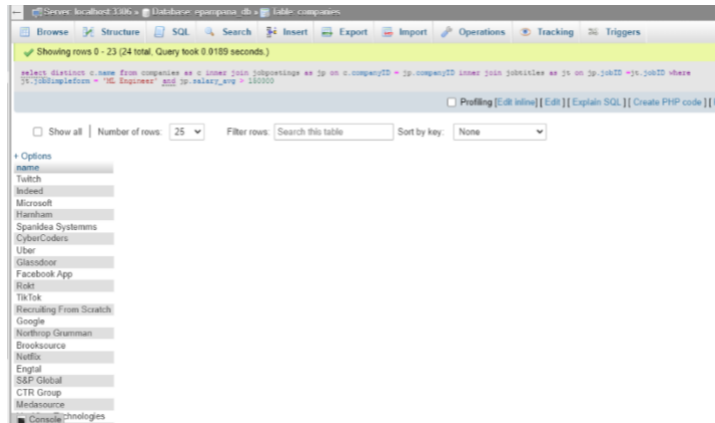 Server: localhost:3306 » Database: epampana_db » Table: companies
Browse Structure SQL Search Insert Export Import Privileges Operations Tracking Triggers
Showing rows 0 - 23 (24 total, Query took 0.0189 seconds.)
select distinct c.name from companies as c inner join jobpostings as jp on c.companyID = jp.companyID inner join jobtitles as jt on jp.jobID =jt.jobID where
jt.jobSimpleform = 'ML Engineer' and jp.salary_avg > 150000
Profiling [Edit inline] [ Edit ] [ Explain SQL ] [ Create PHP code ] [
Show all Number of rows: 25 Filter rows: Search this table Sort by key: None
+ Options
name
Twitch
Indeed
Microsoft
Harnham
Spanidea Systemms
CyberCoders
Uber
Glassdoor
Facebook App
Rokt
TikTok
Recruiting From Scratch
Google
Northrop Grumman
Brooksource
Netflix
Engtal
S&P Global
CTR Group
Medasource
Console